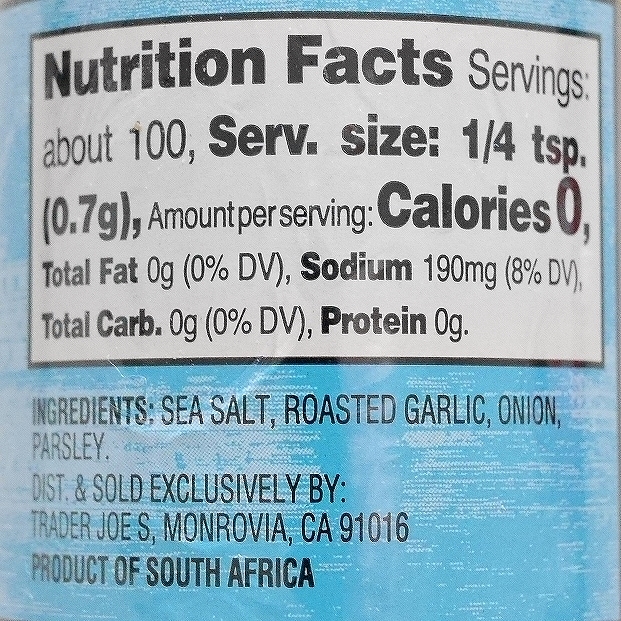 Nutrition Facts Servings:
about 100, Serv. size: 1/4 tsp.
(0.7g), Amount per serving: Calories 0,
Total Fat 0g (0% DV), Sodium 190mg (8% DV),
Total Carb. 0g (0% DV), Protein 0g.
INGREDIENTS: SEA SALT, ROASTED GARLIC, ONION,
PARSLEY.
DIST. & SOLD EXCLUSIVELY BY:
TRADER JOE S, MONROVIA, CA 91016
PRODUCT OF SOUTH AFRICA